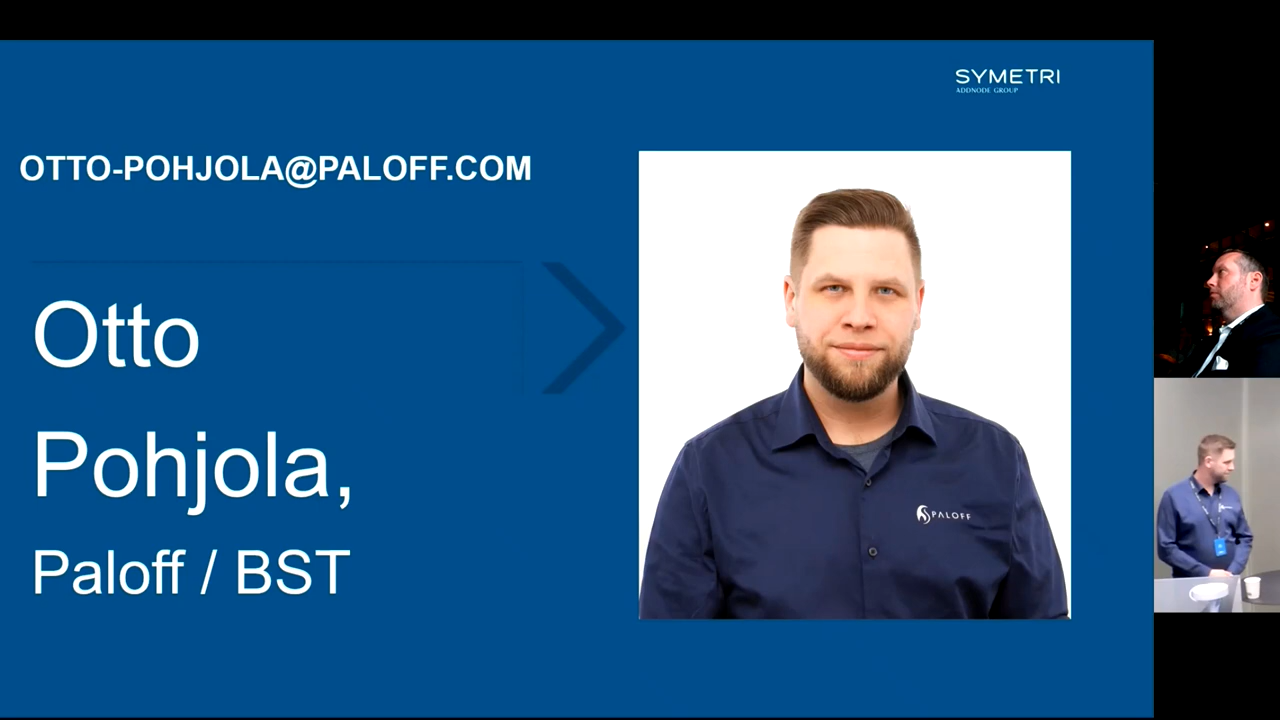 SYMETRI
ADDNODE GROUP
OTTO-POHJOLA@PALOFF.COM
Otto
Pohjola,
Paloff / BST
PALOFF